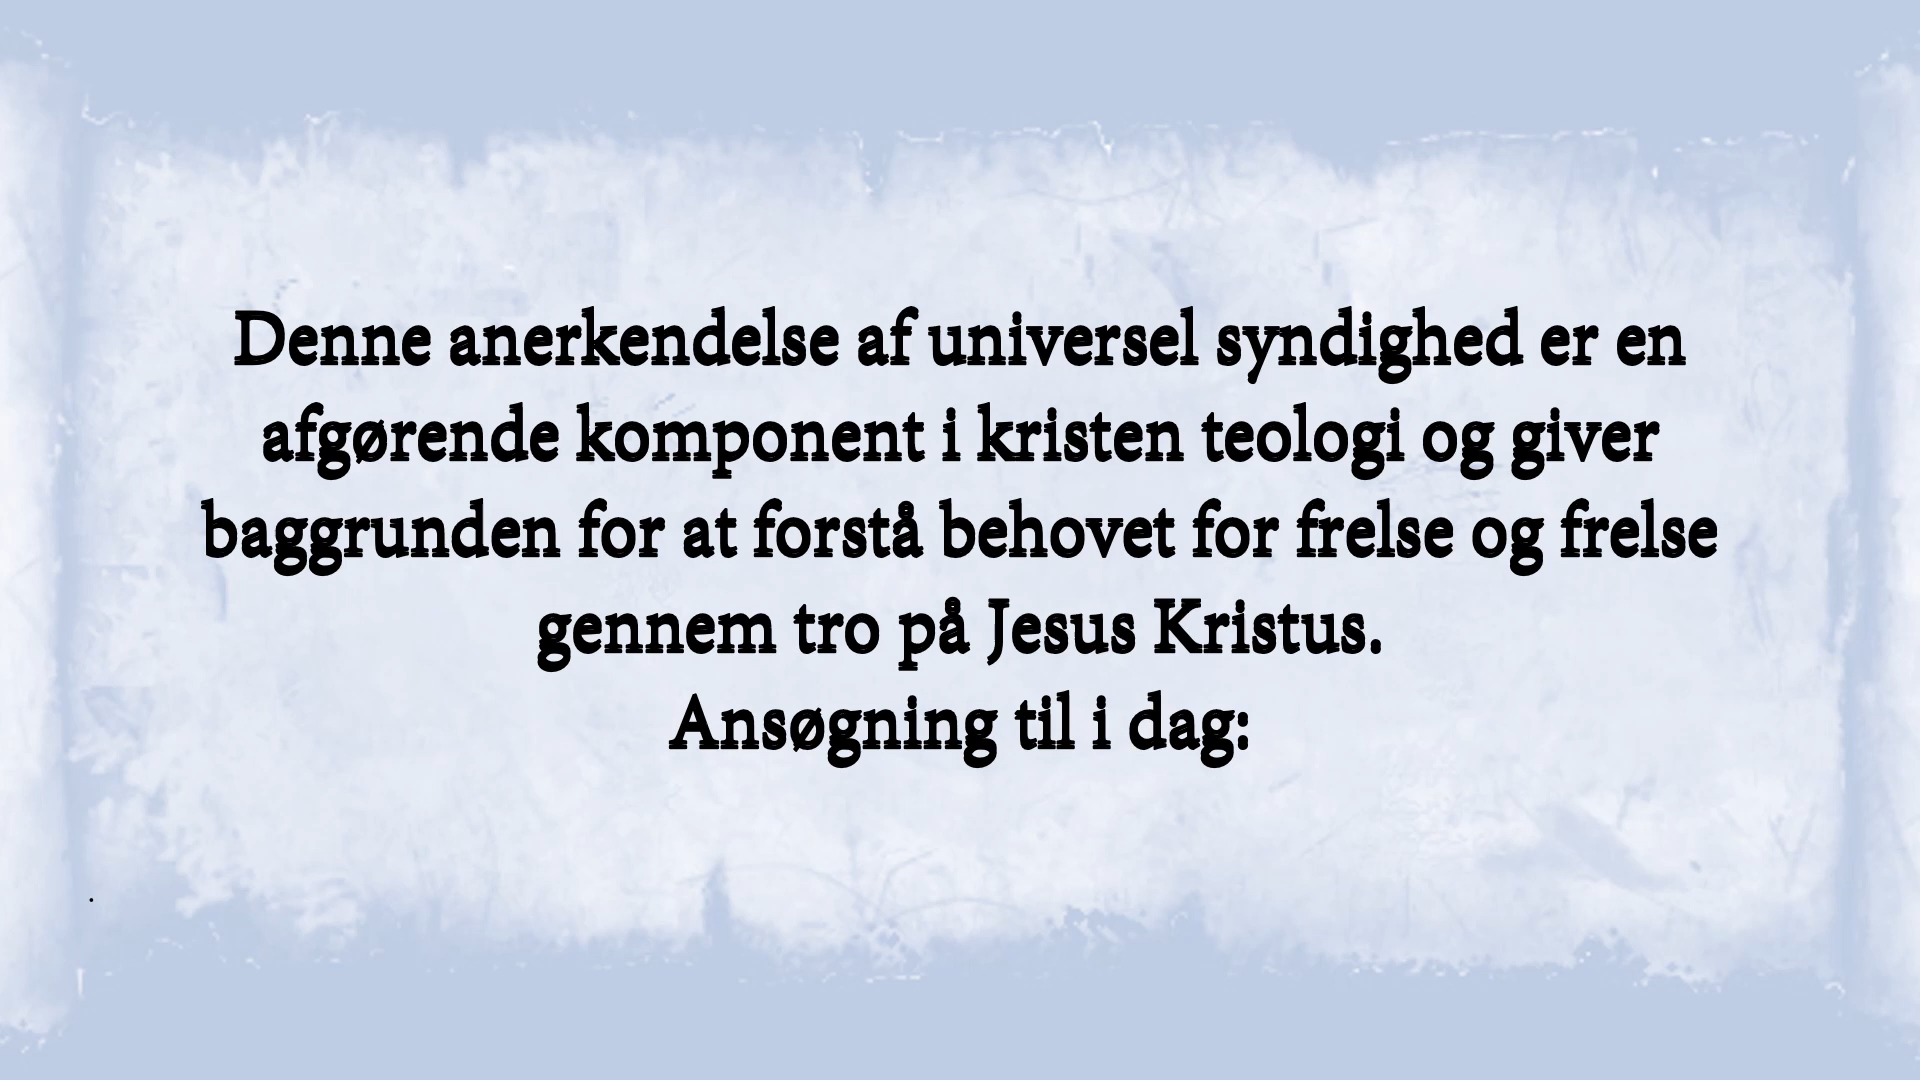 Denne anerkendelse af universel syndighed er en
afgørende komponent i kristen teologi og giver
baggrunden for at forstå behovet for frelse og frelse
gennem tro på Jesus Kristus.
Ansøgning til i dag:
.